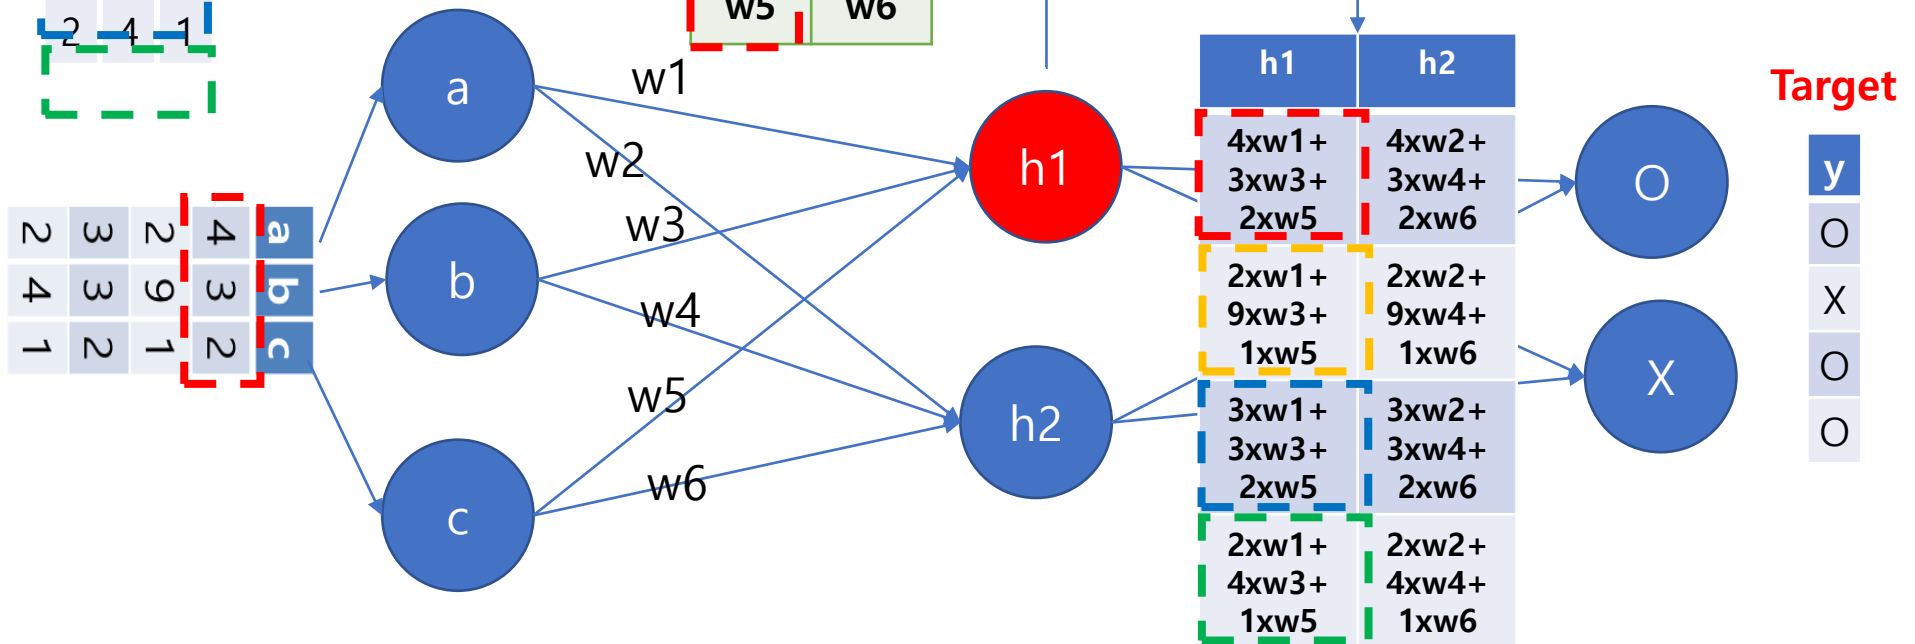 2 4 1
w5 w6
a
b
c
w1
w2
w3
w4
w5
w6
a 4 2 3 2
b 3 9 3 4
c 2 1 2 1
h1
h2
h1 h2
4xw1+ 4xw2+
3xw3+ 3xw4+
2xw5 2xw6
2xw1+ 2xw2+
9xw3+ 9xw4+
1xw5 1xw6
3xw1+ 3xw2+
3xw3+ 3xw4+
2xw5 2xw6
2xw1+ 2xw2+
4xw3+ 4xw4+
1xw5 1xw6
O
X
Target
y
O
X
O
O